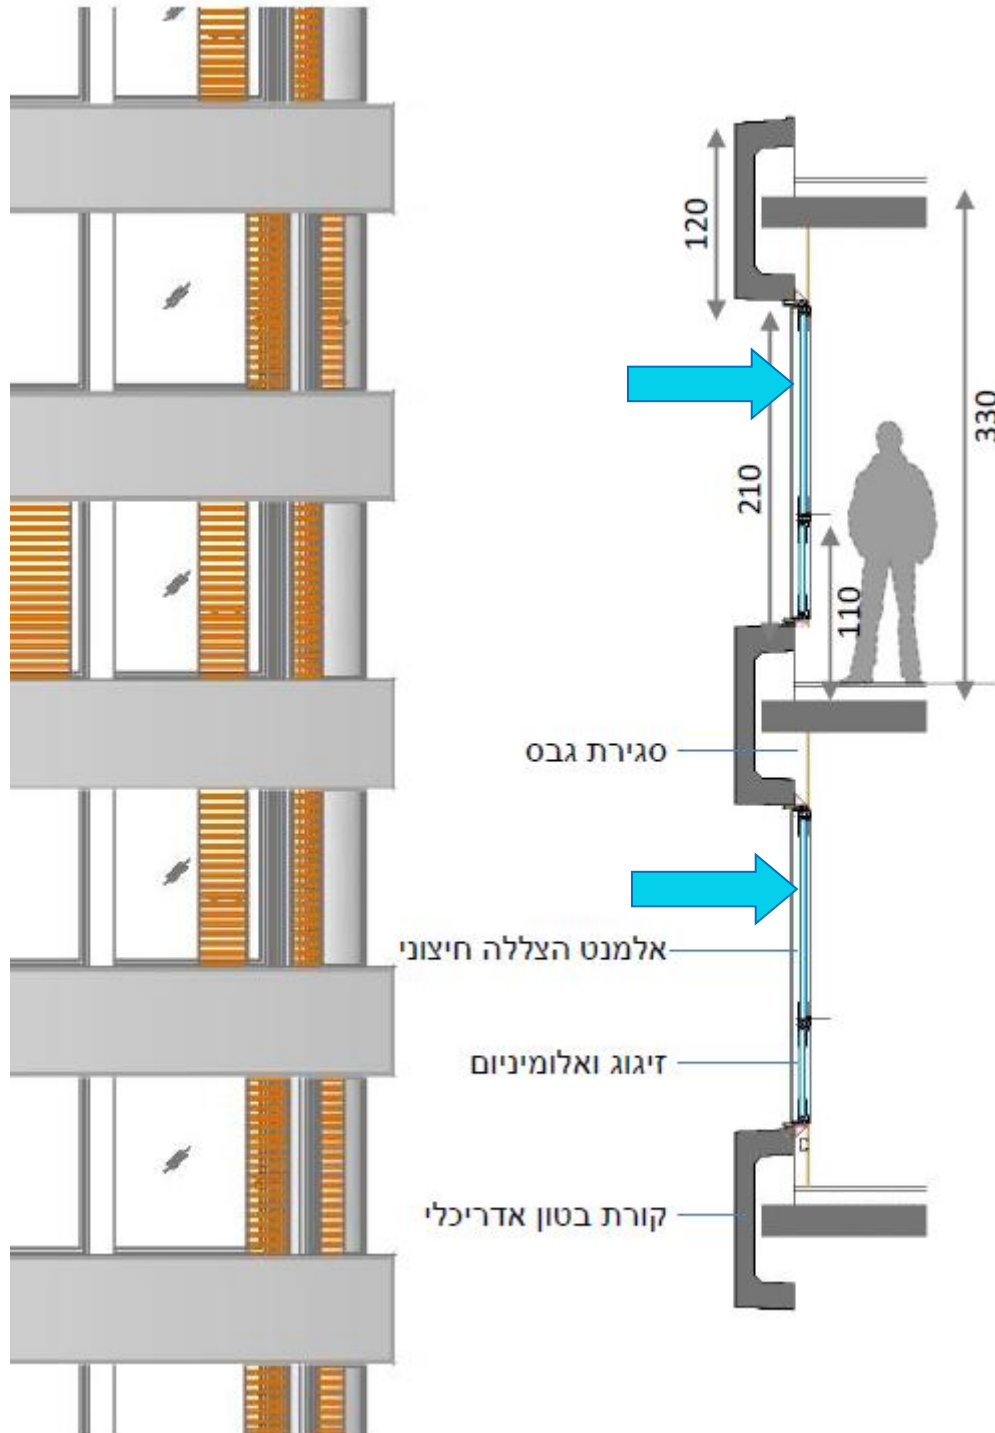 120
330
210
110
סגירת גבס
אלמנט הצללה חיצוני
זיגוג ואלומיניום
קורת בטון אדריכלי